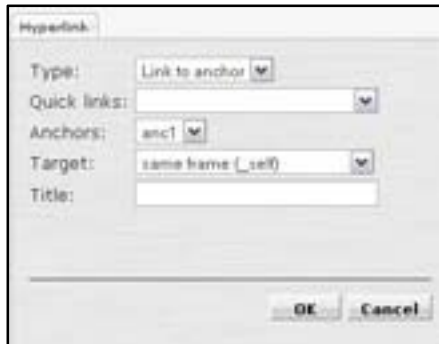 Hyperlink
Type: Link to anchor
Quick links:
Anchors: anc1
Target: same frame (_self)
Title:
OK Cancel